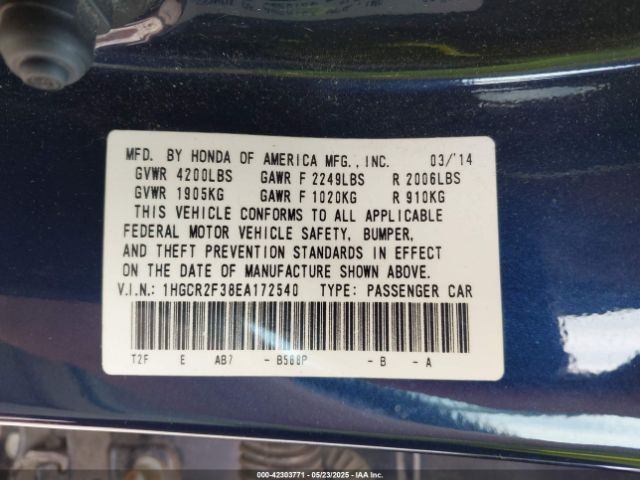 MFD. BY HONDA OF AMERICA MFG., INC. 03/'14
GVWR 4200LBS GAWR F 2249LBS R 2006LBS
GVWR 1905KG GAWR F 1020KG R 910KG
THIS VEHICLE CONFORMS TO ALL APPLICABLE
FEDERAL MOTOR VEHICLE SAFETY, BUMPER,
AND THEFT PREVENTION STANDARDS IN EFFECT
ON THE DATE OF MANUFACTURE SHOWN ABOVE.
V.I.N.: 1HGCR2F38EA172540 TYPE: PASSENGER CAR
T2F E AB7 - B588P - B - A
00-42303771 | 05/23/2025 | IAA, Inc.